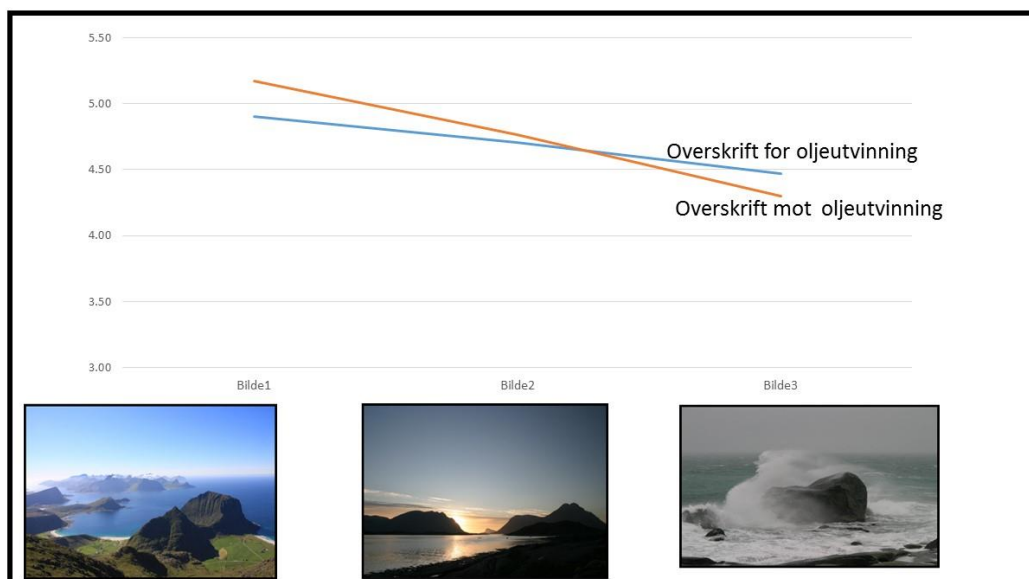 5.50
5.00
4.50
4.00
3.50
3.00
Overskrift for oljeutvinning
Overskrift mot oljeutvinning
Bilde1 Bilde2 Bilde3